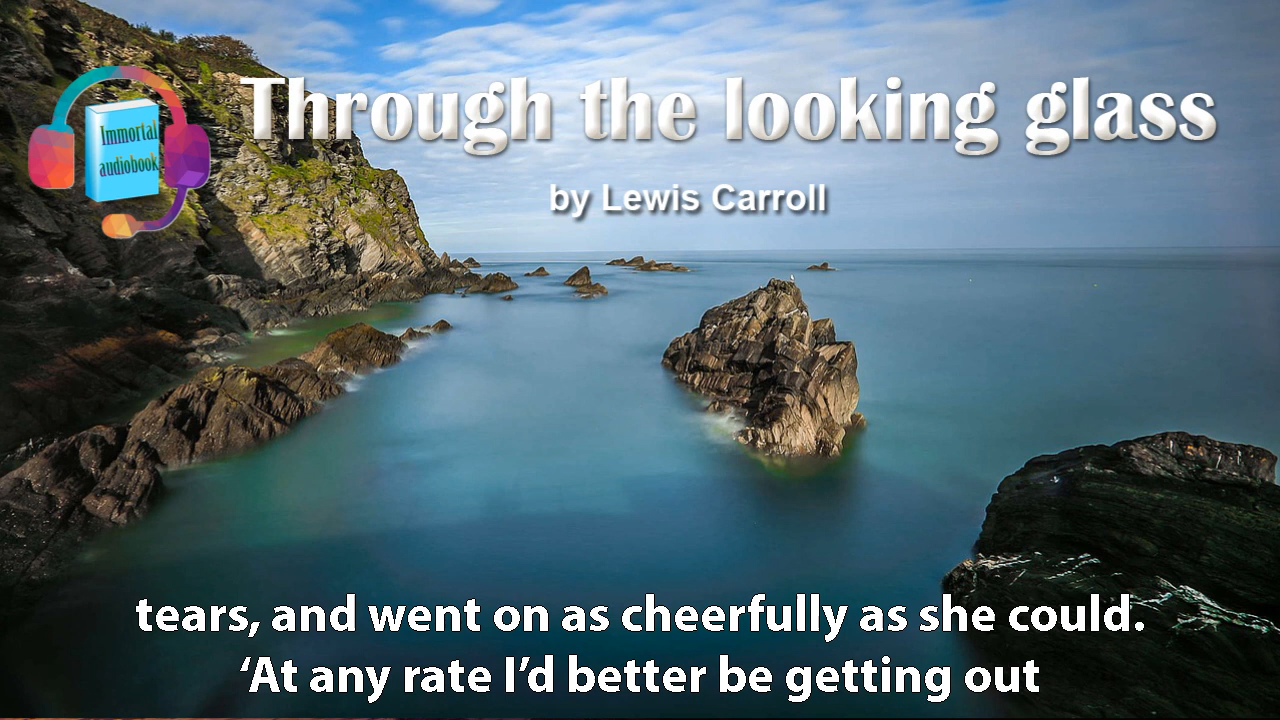 Through the looking glass
by Lewis Carroll
Immortal
audiobook
tears, and went on as cheerfully as she could.
‘At any rate I’d better be getting out